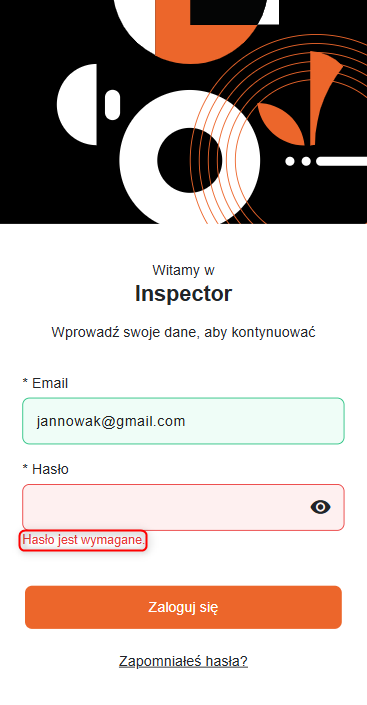 Witamy w
Inspector
Wprowadź swoje dane, aby kontynuować
* Email
jannowak@gmail.com
* Hasło
Hasło jest wymagane.
Zaloguj się
Zapomniałeś hasła?